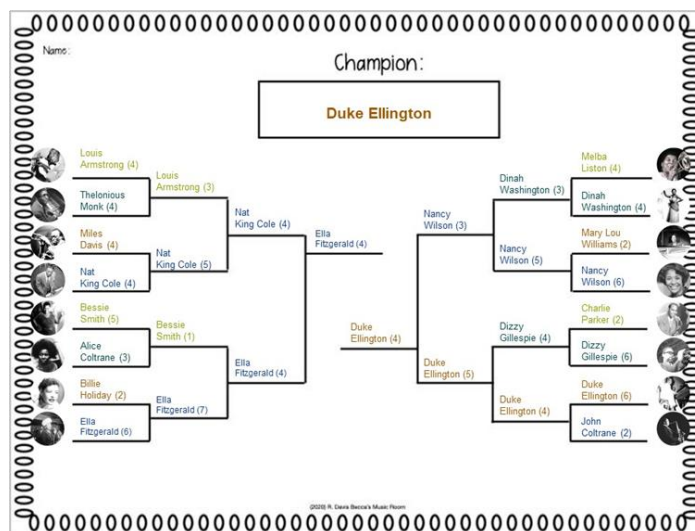 Name:
Champion:
Duke Ellington
Louis
Armstrong (4)
Thelonious
Monk (4)
Miles
Davis (4)
Nat
King Cole (4)
Bessie
Smith (5)
Alice
Coltrane (3)
Billie
Holiday (2)
Ella
Fitzgerald (6)
Louis
Armstrong (3)
Nat
King Cole (5)
Bessie
Smith (1)
Ella
Fitzgerald (7)
Nat
King Cole (4)
Ella
Fitzgerald (4)
Ella
Fitzgerald (4)
Duke
Ellington (4)
Nancy
Wilson (3)
Duke
Ellington (5)
Dinah
Washington (3)
Nancy
Wilson (5)
Dizzy
Gillespie (4)
Duke
Ellington (4)
Melba
Liston (4)
Dinah
Washington (4)
Mary Lou
Williams (2)
Nancy
Wilson (6)
Charlie
Parker (2)
Dizzy
Gillespie (6)
Duke
Ellington (6)
John
Coltrane (2)
(2020) R. Davis Becca's Music Room